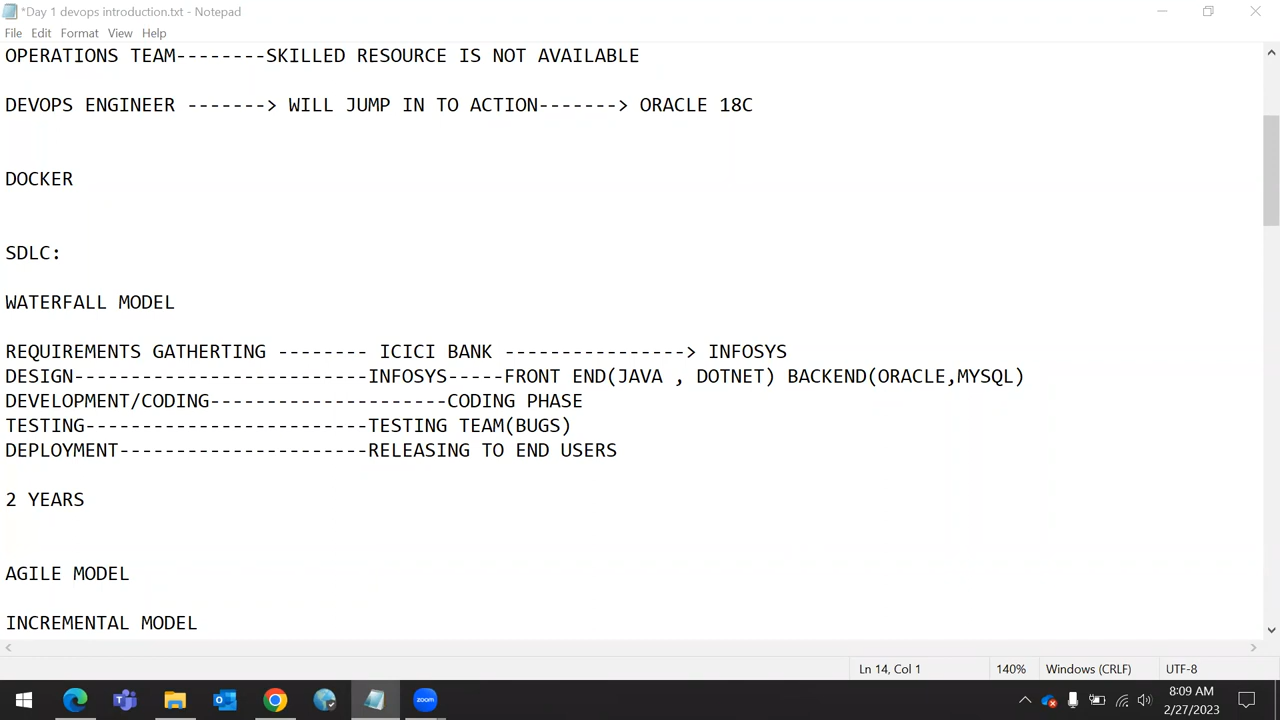 *Day 1 devops introduction.txt - Notepad
File Edit Format View Help
OPERATIONS TEAM--------SKILLED RESOURCE IS NOT AVAILABLE
DEVOPS ENGINEER -------> WILL JUMP IN TO ACTION-------> ORACLE 18C
DOCKER
SDLC:
WATERFALL MODEL
REQUIREMENTS GATHERTING -------- ICICI BANK ----------------> INFOSYS
DESIGN--------------------------INFOSYS-----FRONT END(JAVA , DOTNET) BACKEND(ORACLE,MYSQL)
DEVELOPMENT/CODING---------------------CODING PHASE
TESTING-------------------------TESTING TEAM(BUGS)
DEPLOYMENT----------------------RELEASING TO END USERS
2 YEARS
AGILE MODEL
INCREMENTAL MODEL
Ln 14, Col 1 140% Windows (CRLF) UTF-8
zoom
8:09 AM
2/27/2023